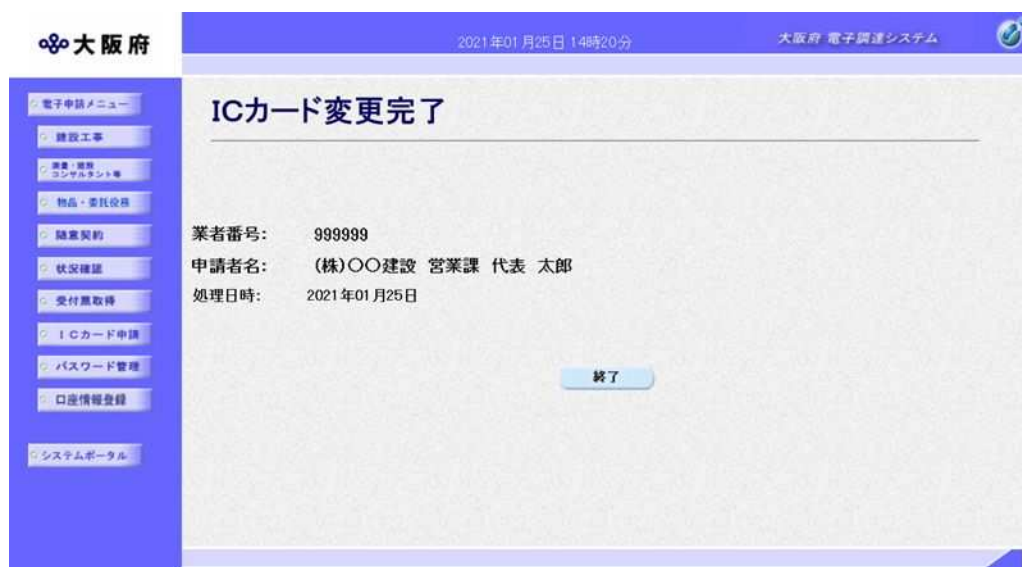 大阪府
2021年01月25日 14時20分
大阪府 電子調達システム
電子申請メニュー
建設工事
測量・建設
コンサルタント等
物品・委託役務
随意契約
状況確認
受付票取得
ICカード申請
パスワード管理
口座情報登録
システムポータル
ICカード変更完了
業者番号: 999999
申請者名: (株)〇〇建設 営業課 代表 太郎
処理日時: 2021年01月25日
終了